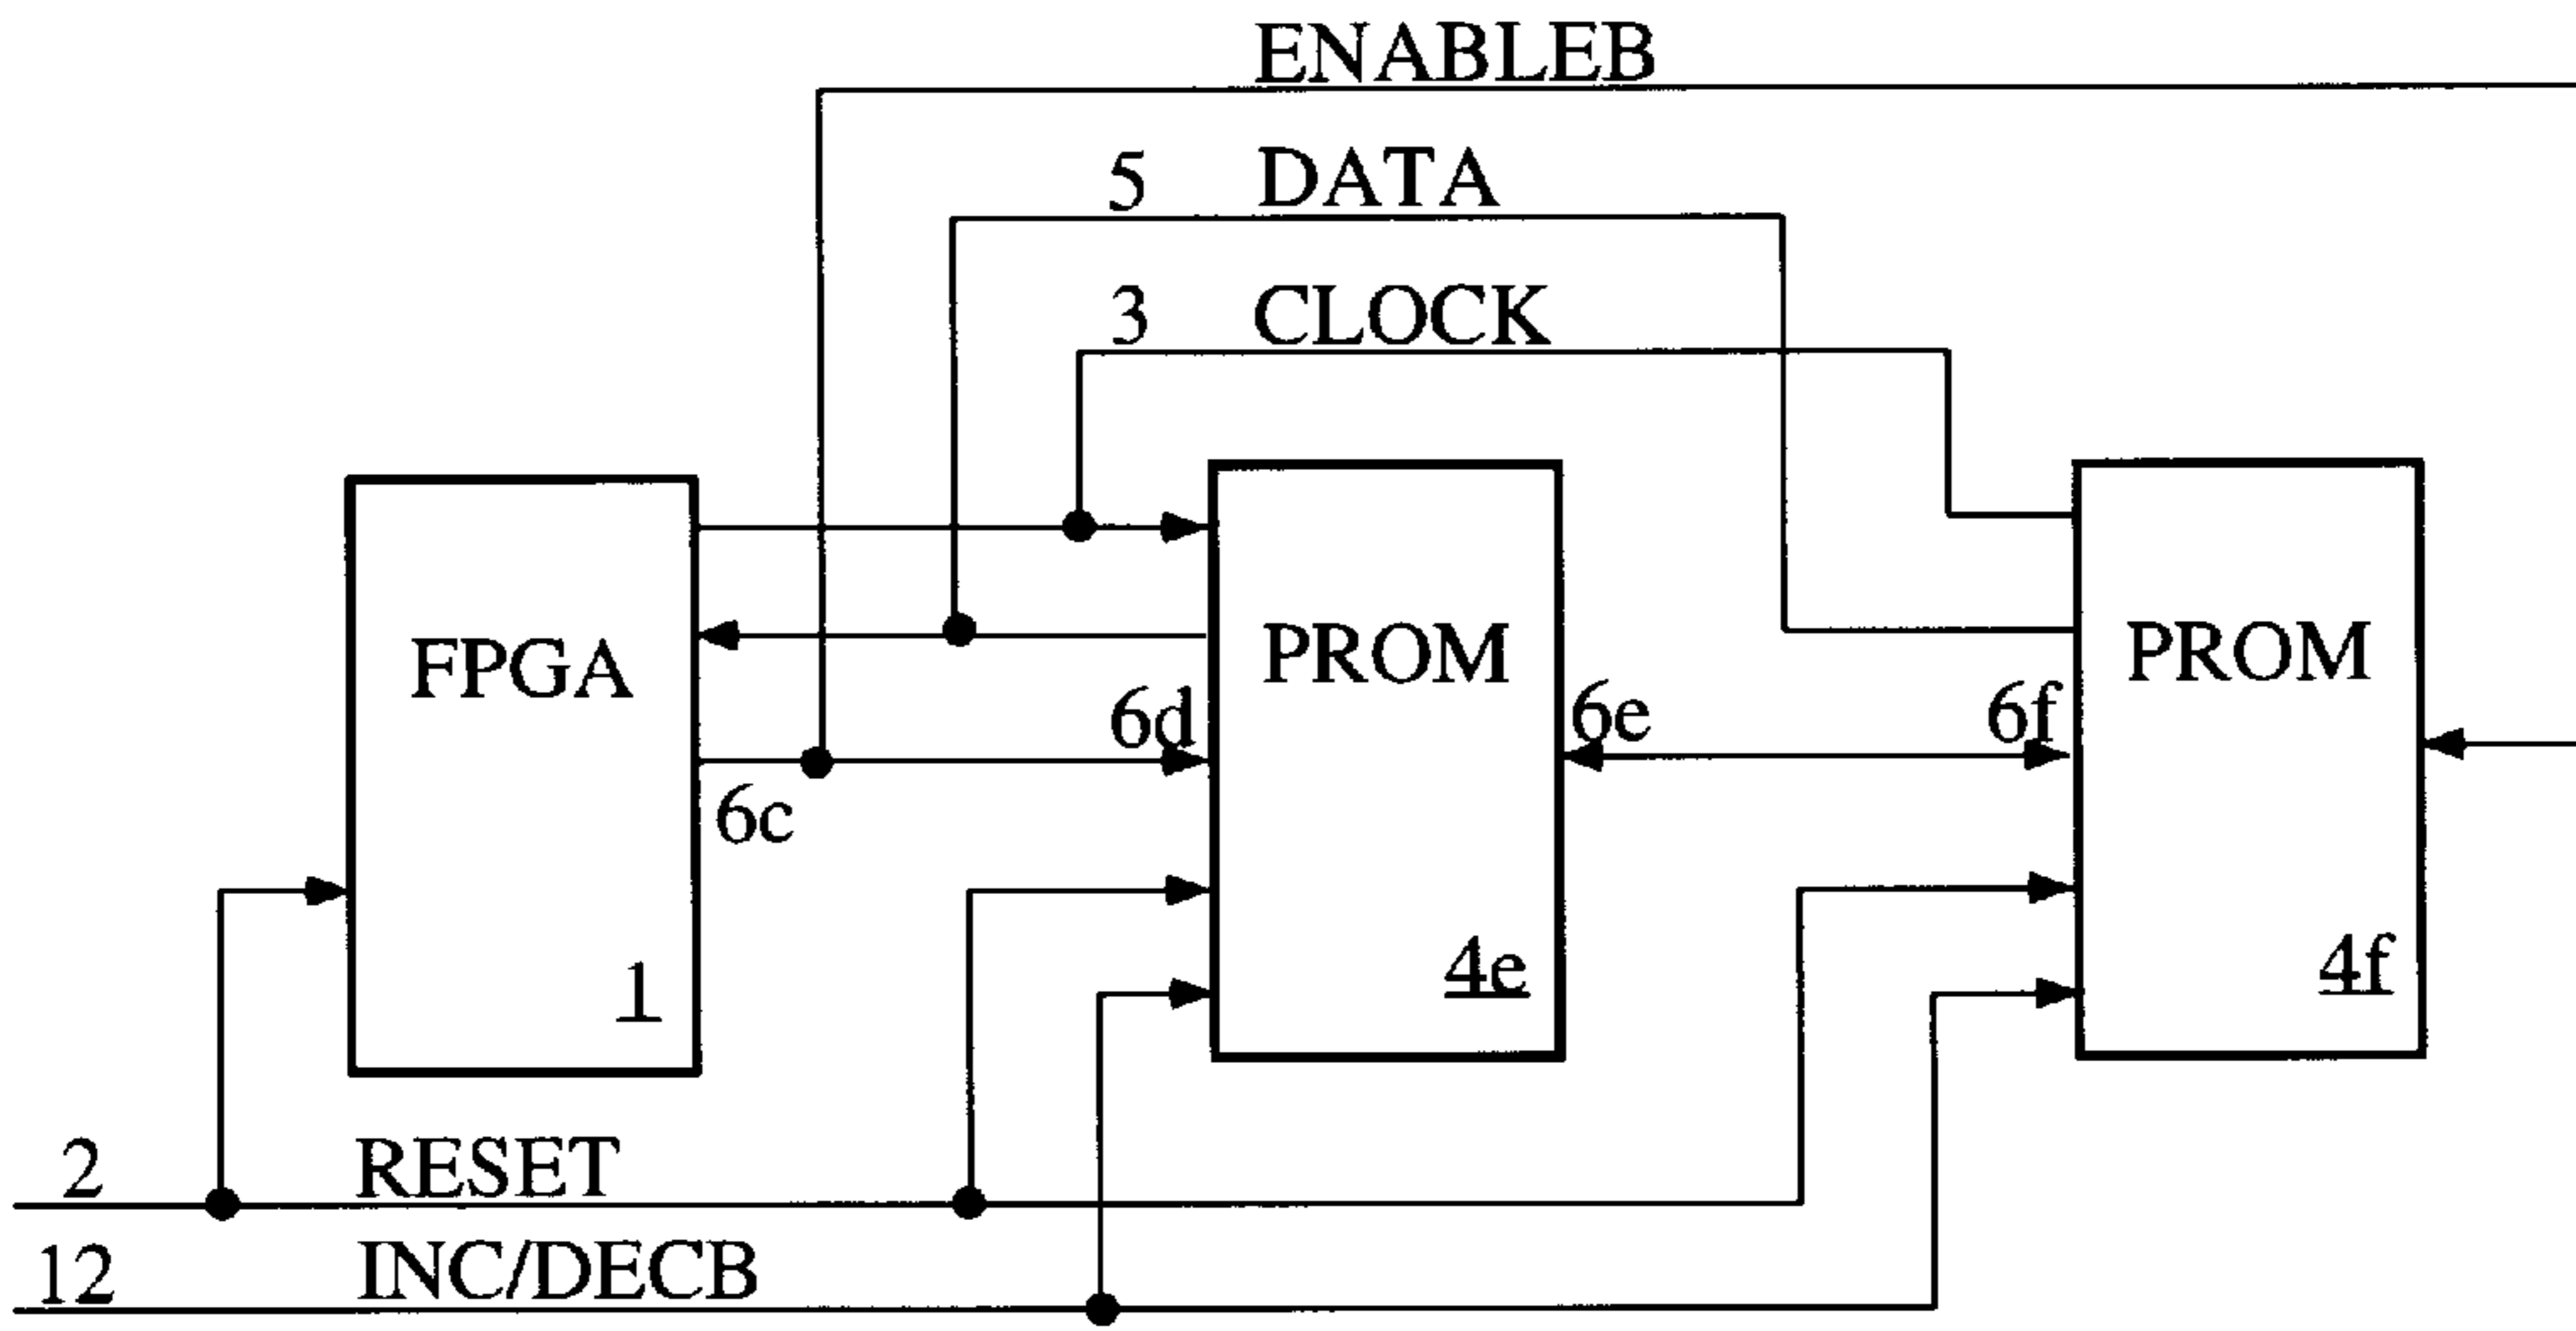 ENABLEB
5 DATA
3 CLOCK
FPGA
PROM
PROM
6d
6e
6f
6c
1
4e
4f
2 RESET
12 INC/DECB